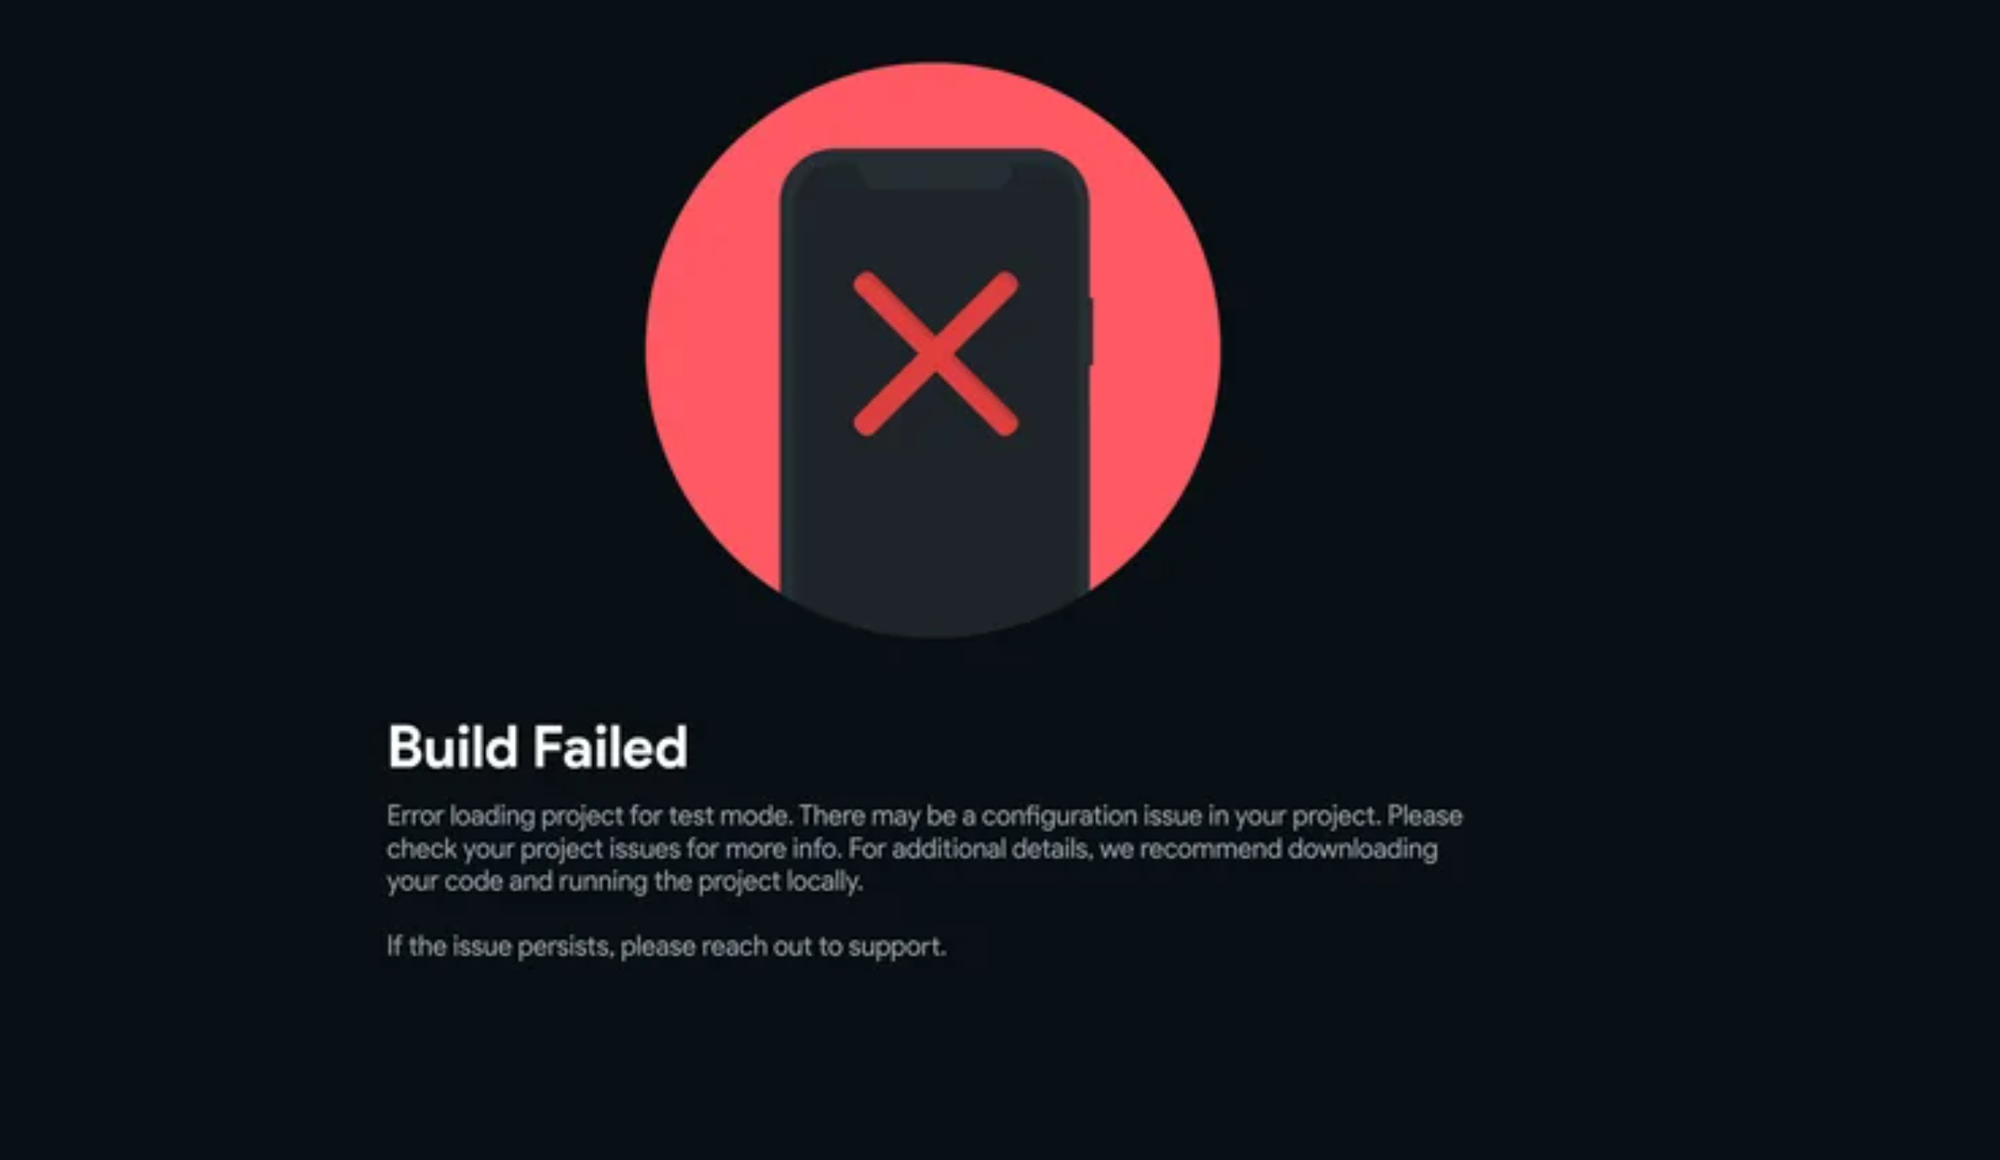 Build Failed
Error loading project for test mode. There may be a configuration issue in your project. Please
check your project issues for more info. For additional details, we recommend downloading
your code and running the project locally.
If the issue persists, please reach out to support.